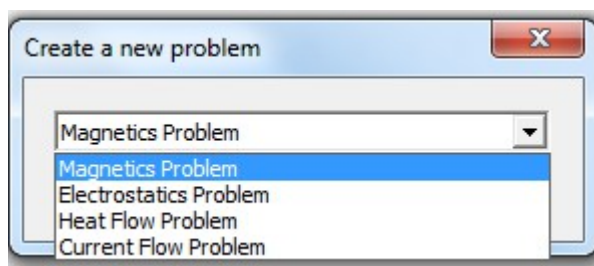 Create a new problem
Magnetics Problem
Magnetics Problem
Electrostatics Problem
Heat Flow Problem
Current Flow Problem